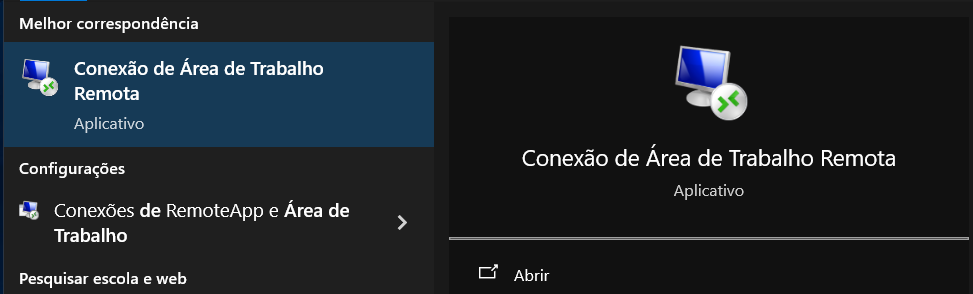 Melhor correspondência
Conexão de Área de Trabalho
Remota
Aplicativo
Configurações
Conexões de RemoteApp e Área de
Trabalho
Pesquisar escola e web
Conexão de Área de Trabalho Remota
Aplicativo
Abrir